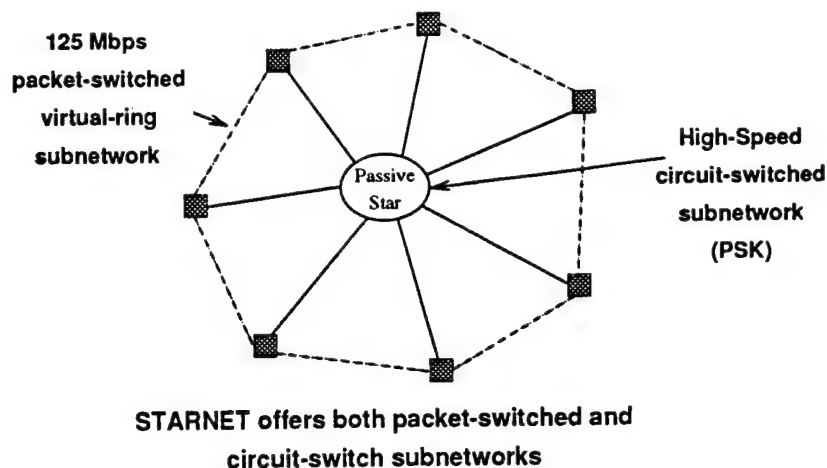 125 Mbps
packet-switched
virtual-ring
subnetwork
Passive
Star
High-Speed
circuit-switched
subnetwork
(PSK)
STARNET offers both packet-switched and
circuit-switch subnetworks